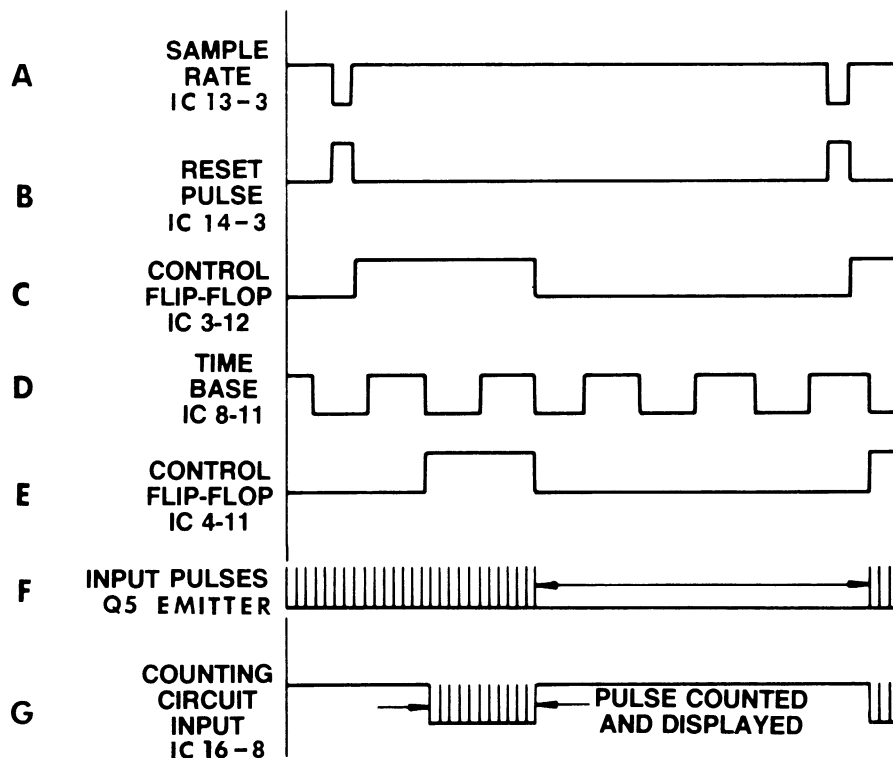 A
SAMPLE
RATE
IC 13-3
B
RESET
PULSE
IC 14-3
C
CONTROL
FLIP-FLOP
IC 3-12
D
TIME
BASE
IC 8-11
E
CONTROL
FLIP-FLOP
IC 4-11
F
INPUT PULSES
Q5 EMITTER
G
COUNTING
CIRCUIT
INPUT
IC 16-8
PULSE COUNTED
AND DISPLAYED